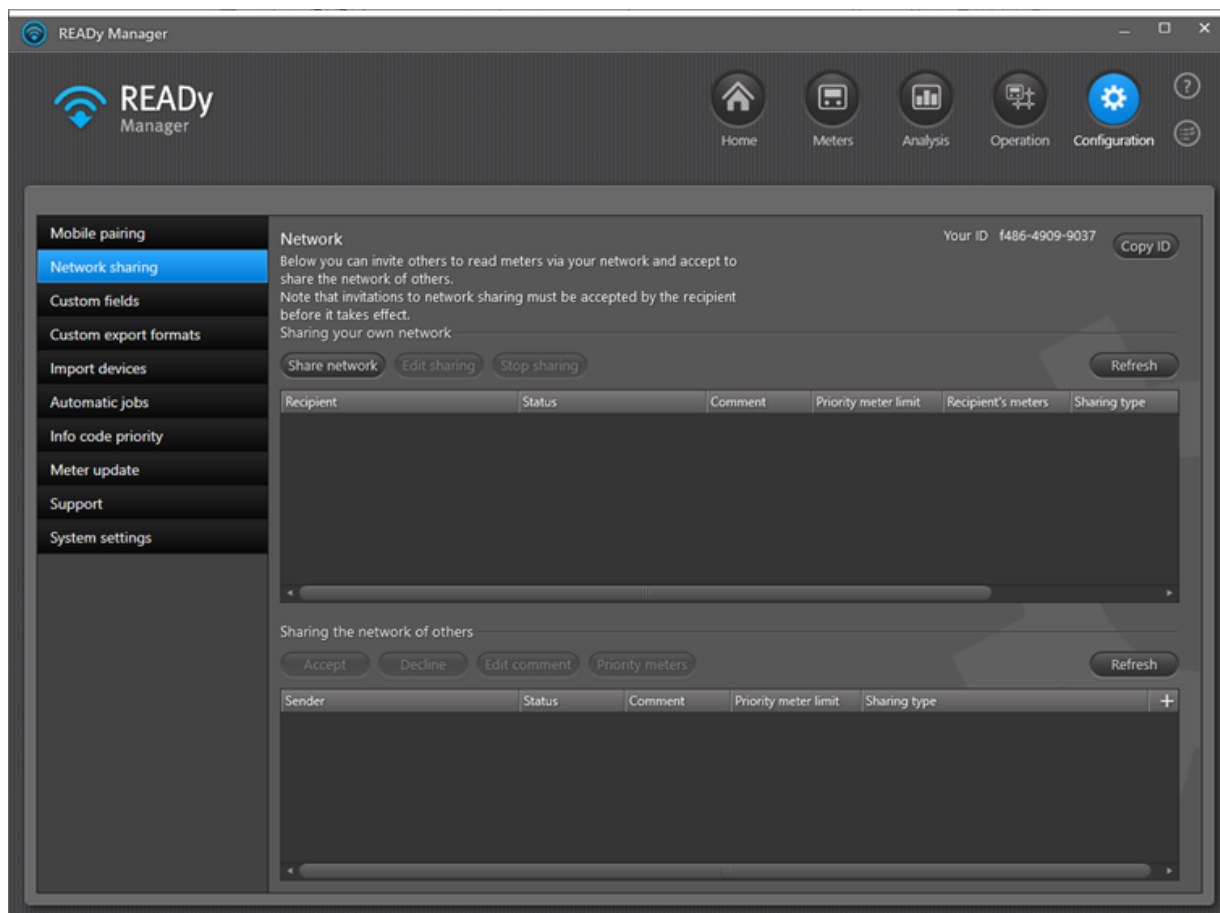 READy Manager
READy
Manager
Home
Meters
Analysis
Operation
Configuration
?
Mobile pairing
Network sharing
Custom fields
Custom export formats
Import devices
Automatic jobs
Info code priority
Meter update
Support
System settings
Network
Your ID f486-4909-9037
Copy ID
Below you can invite others to read meters via your network and accept to
share the network of others.
Note that invitations to network sharing must be accepted by the recipient
before it takes effect.
Sharing your own network
Share network Edit sharing Stop sharing Refresh
Recipient Status Comment Priority meter limit Recipient's meters Sharing type
Sharing the network of others
Accept Decline Edit comment Priority meters Refresh
Sender Status Comment Priority meter limit Sharing type +